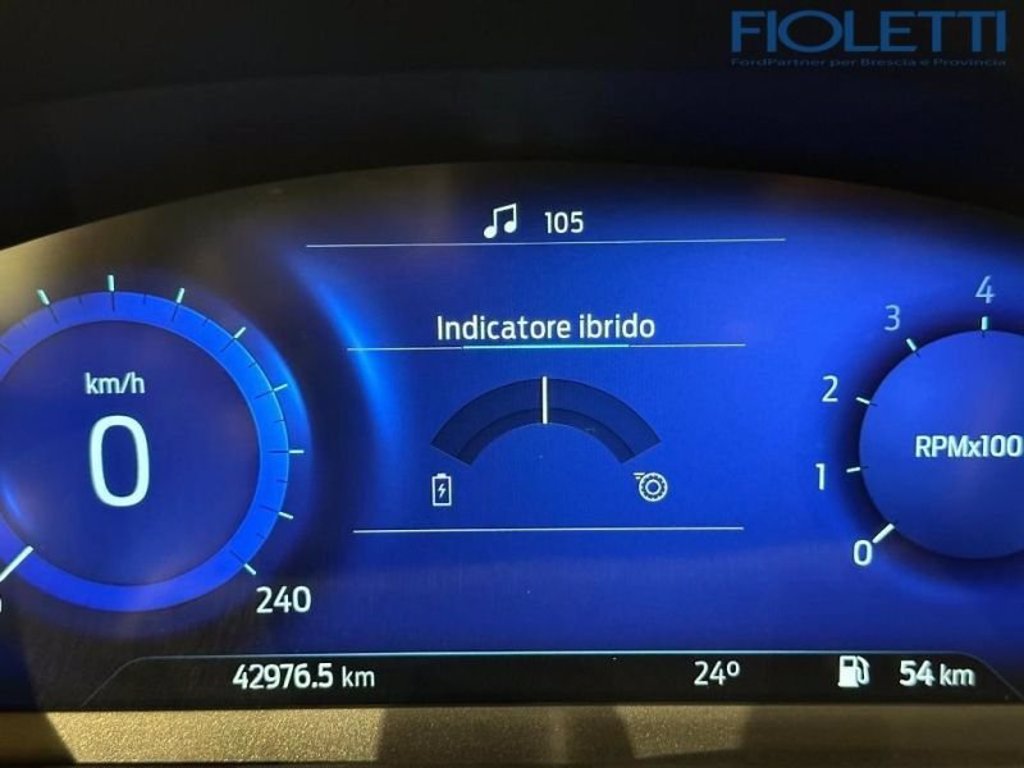 FIOLETTI
FordPartner per Brescia e Provincia
105
Indicatore ibrido
km/h
0
240
4
3
2
1
0
RPMx100
42976.5 km
24º
54 km